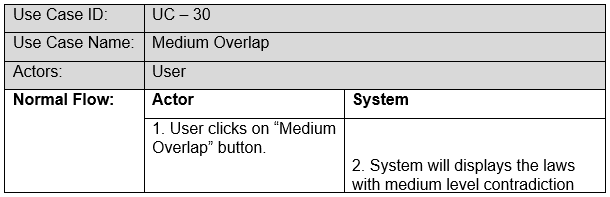 Use Case ID: UC – 30
Use Case Name: Medium Overlap
Actors: User
Normal Flow: Actor System
1. User clicks on “Medium
Overlap” button.
2. System will displays the laws
with medium level contradiction